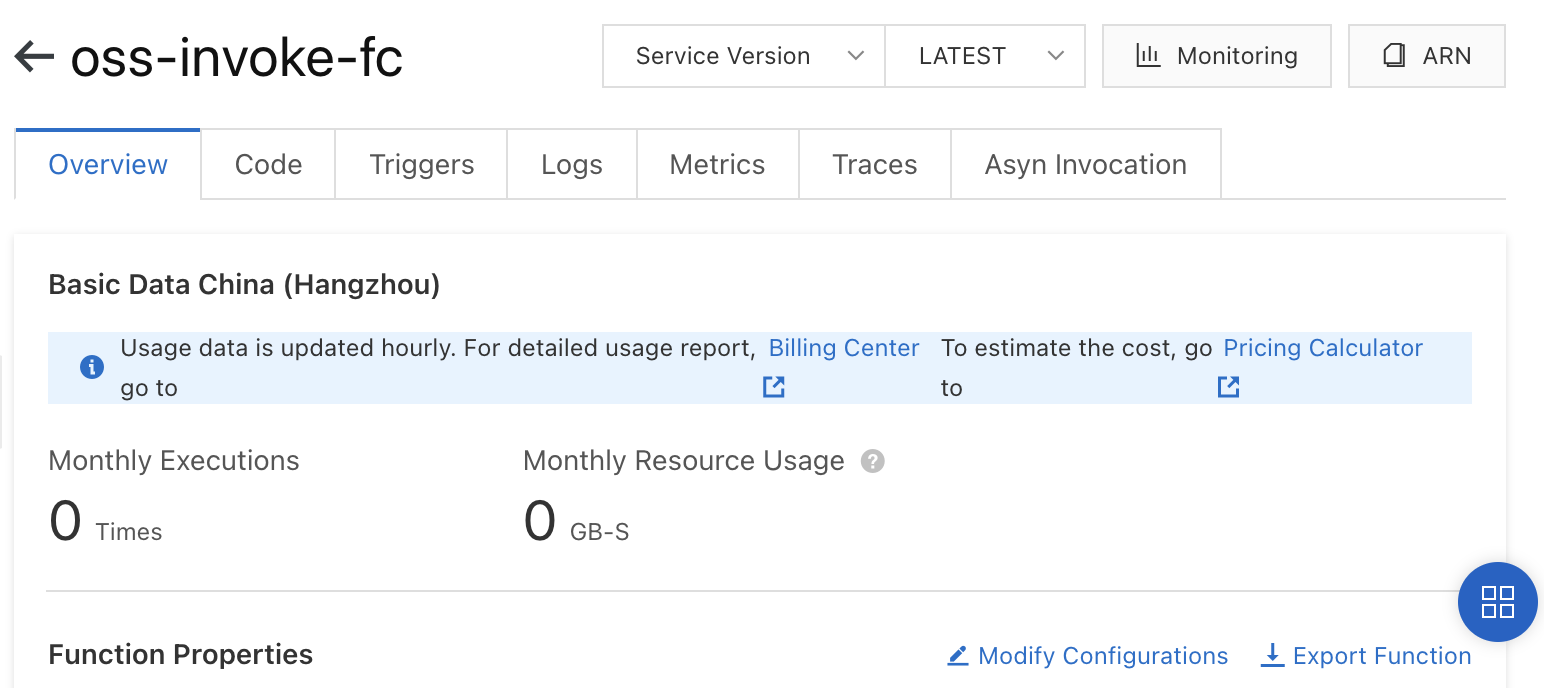 oss-invoke-fc
Service Version LATEST Monitoring ARN
Overview Code Triggers Logs Metrics Traces Asyn Invocation
Basic Data China (Hangzhou)
Usage data is updated hourly. For detailed usage report, go to Billing Center To estimate the cost, go to Pricing Calculator
Monthly Executions Monthly Resource Usage ?
0 Times 0 GB-S
Function Properties Modify Configurations Export Function